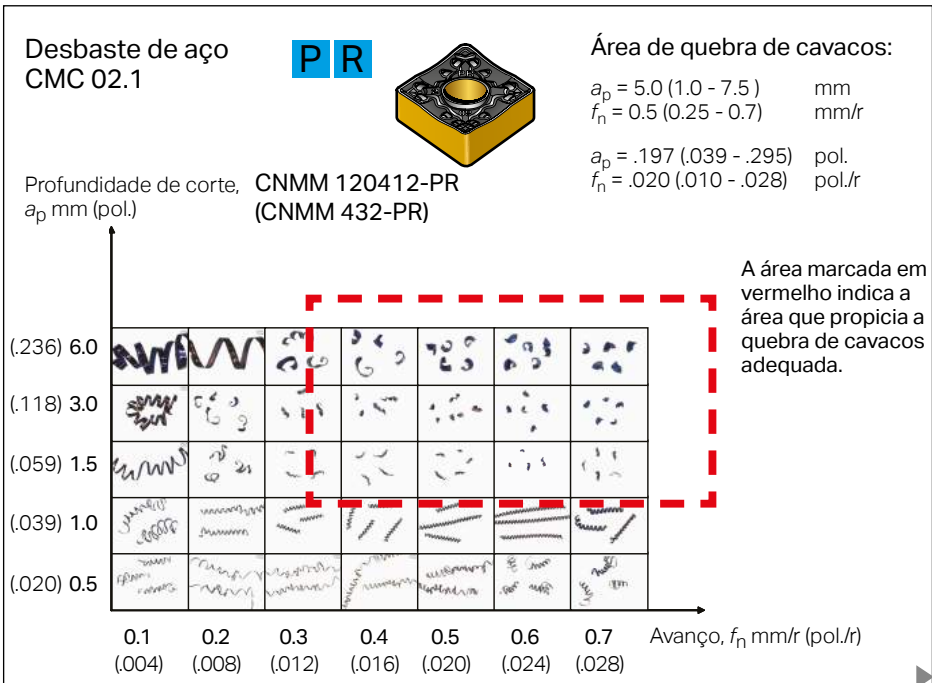 Desbaste de aço
CMC 02.1
P R
Área de quebra de cavacos:
ap = 5.0 (1.0 - 7.5 ) mm
fn = 0.5 (0.25 - 0.7) mm/r
ap = .197 (.039 - .295) pol.
fn = .020 (.010 - .028) pol./r
Profundidade de corte,
ap mm (pol.)
CNMM 120412-PR
(CNMM 432-PR)
A área marcada em
vermelho indica a
área que propicia a
quebra de cavacos
adequada.
(.236) 6.0
(.118) 3.0
(.059) 1.5
(.039) 1.0
(.020) 0.5
0.1 0.2 0.3 0.4 0.5 0.6 0.7 Avanço, fn mm/r (pol./r)
(.004) (.008) (.012) (.016) (.020) (.024) (.028)